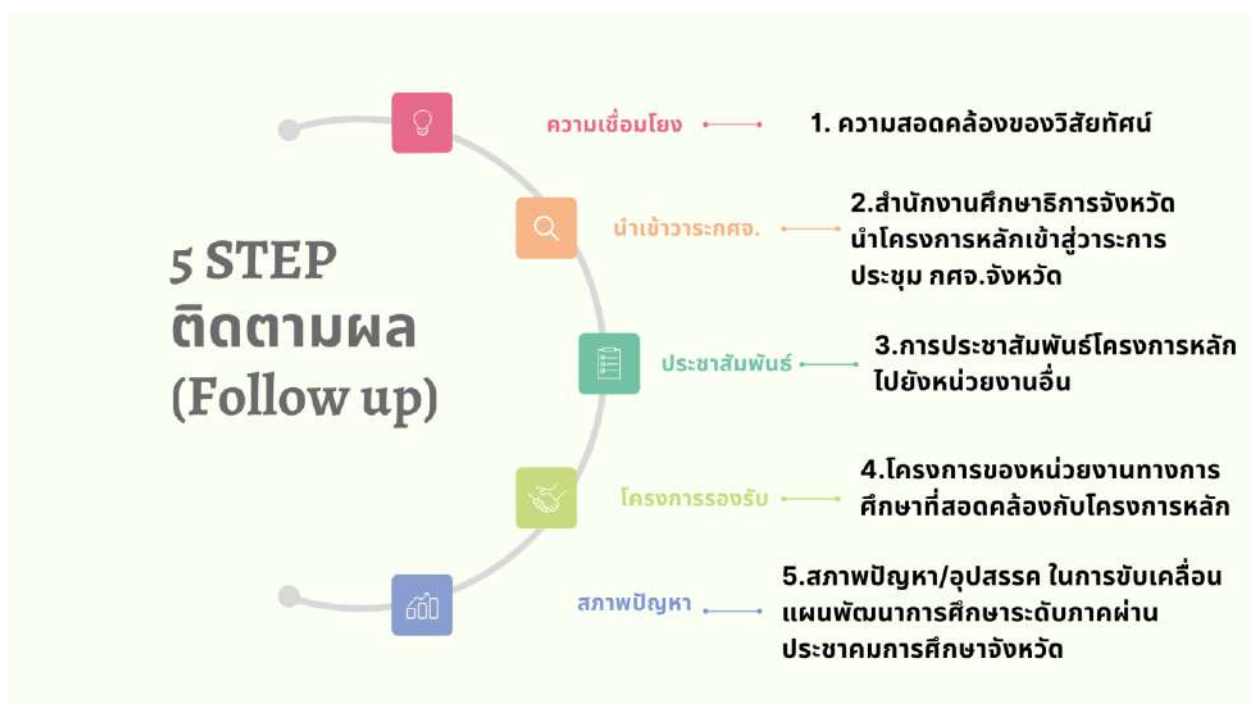 5 STEP
ติดตามผล
(Follow up)
ความเชื่อมโยง
1. ความสอดคล้องของวิสัยทัศน์
นำเข้าวาระกศจ.
2.สำนักงานศึกษาธิการจังหวัด
นำโครงการหลักเข้าสู่วาระการ
ประชุม กศจ.จังหวัด
ประชาสัมพันธ์
3.การประชาสัมพันธ์โครงการหลัก
ไปยังหน่วยงานอื่น
โครงการรองรับ
4.โครงการของหน่วยงานทางการ
ศึกษาที่สอดคล้องกับโครงการหลัก
สภาพปัญหา
5.สภาพปัญหา/อุปสรรค ในการขับเคลื่อน
แผนพัฒนาการศึกษาระดับภาคผ่าน
ประชาคมการศึกษาจังหวัด